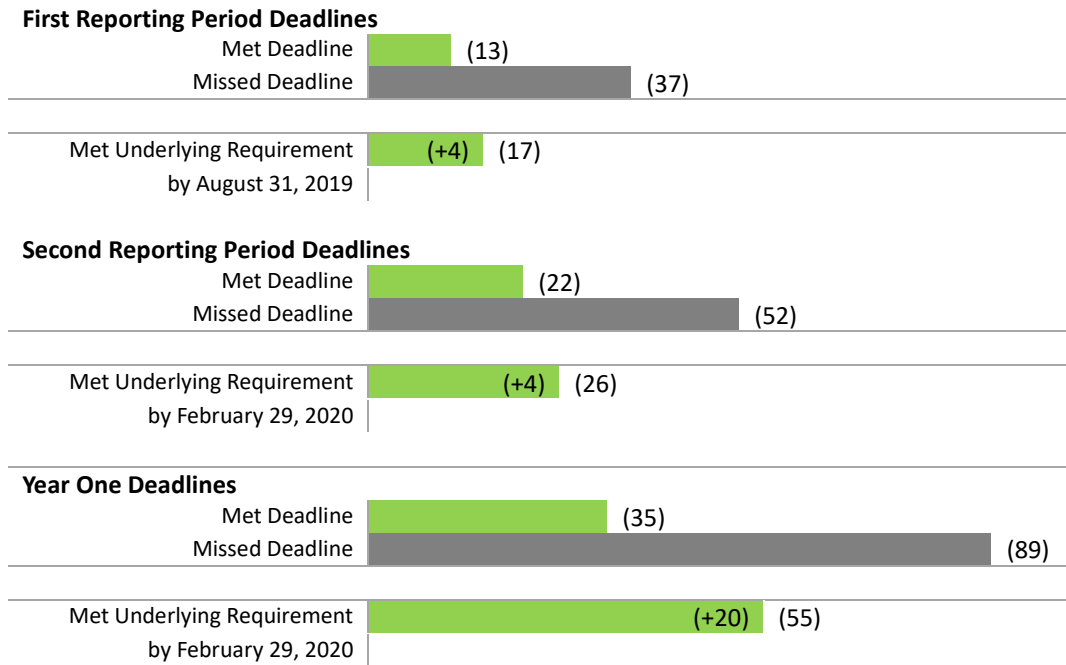 First Reporting Period Deadlines
Met Deadline (13)
Missed Deadline (37)
Met Underlying Requirement (+4) (17)
by August 31, 2019
Second Reporting Period Deadlines
Met Deadline (22)
Missed Deadline (52)
Met Underlying Requirement (+4) (26)
by February 29, 2020
Year One Deadlines
Met Deadline (35)
Missed Deadline (89)
Met Underlying Requirement (+20) (55)
by February 29, 2020